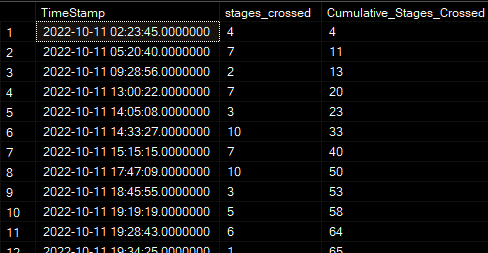 TimeStamp stages_crossed Cumulative_Stages_Crossed
1 2022-10-11 02:23:45.0000000 4 4
2 2022-10-11 05:20:40.0000000 7 11
3 2022-10-11 09:28:56.0000000 2 13
4 2022-10-11 13:00:22.0000000 7 20
5 2022-10-11 14:05:08.0000000 3 23
6 2022-10-11 14:33:27.0000000 10 33
7 2022-10-11 15:15:15.0000000 7 40
8 2022-10-11 17:47:09.0000000 10 50
9 2022-10-11 18:45:55.0000000 3 53
10 2022-10-11 19:19:19.0000000 5 58
11 2022-10-11 19:28:43.0000000 6 64
12 2022-10-11 19:34:25.0000000 1 65